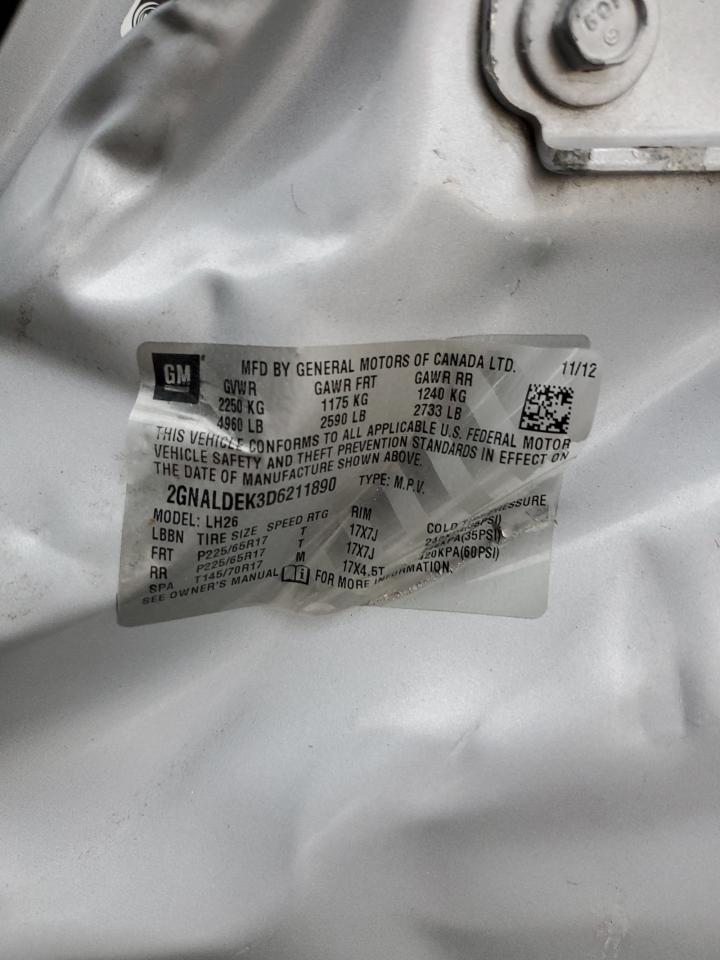 GM
MFD BY GENERAL MOTORS OF CANADA LTD. 11/12
GVWR GAWR FRT GAWR RR
2250 KG 1175 KG 1240 KG
4960 LB 2590 LB 2733 LB
THIS VEHICLE CONFORMS TO ALL APPLICABLE U.S. FEDERAL MOTOR
VEHICLE SAFETY AND THEFT PREVENTION STANDARDS IN EFFECT ON
THE DATE OF MANUFACTURE SHOWN ABOVE.
2GNALDEK3D6211890 TYPE: M.P.V.
MODEL: LH26
LBBN TIRE SIZE SPEED RTG RIM COLD PRESSURE
FRT P225/65R17 T 17X7J
RR P225/65R17 T 17X7J (35PSI)
SPA T145/70R17 M 17X4.5T 420KPA(60PSI)
SEE OWNER'S MANUAL FOR MORE INFORMATION.